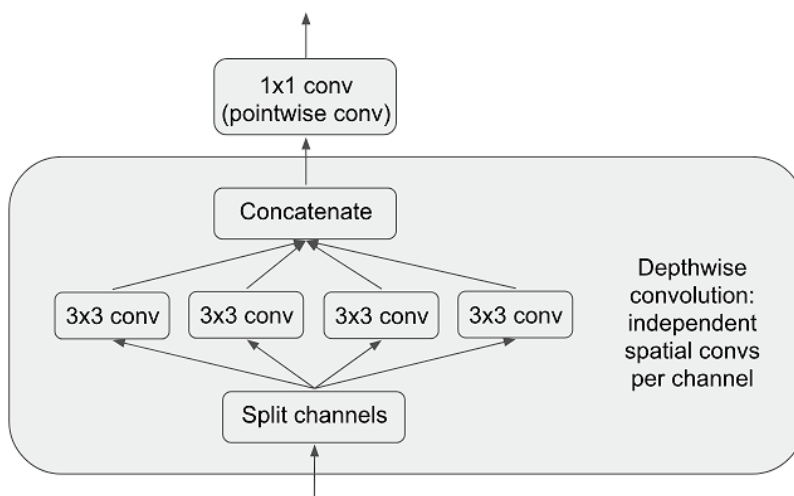 1x1 conv
(pointwise conv)
Concatenate
3x3 conv
3x3 conv
3x3 conv
3x3 conv
Depthwise
convolution:
independent
spatial convs
per channel
Split channels